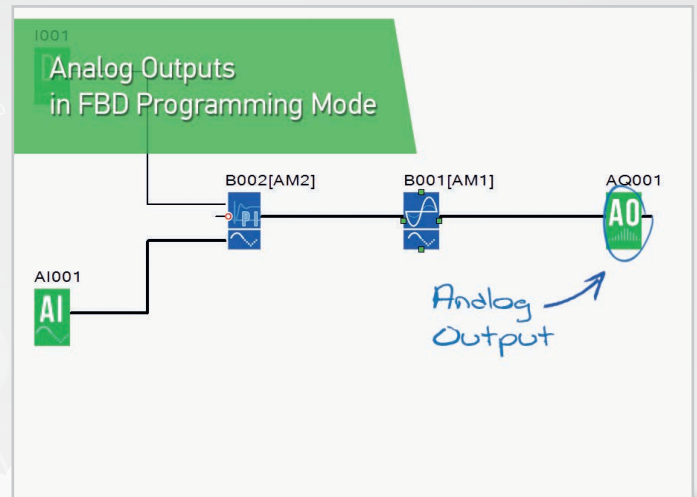 I001
Analog Outputs
in FBD Programming Mode
B002[AM2]
B001[AM1]
AQ001
PI
AO
AI001
AI
Analog
Output